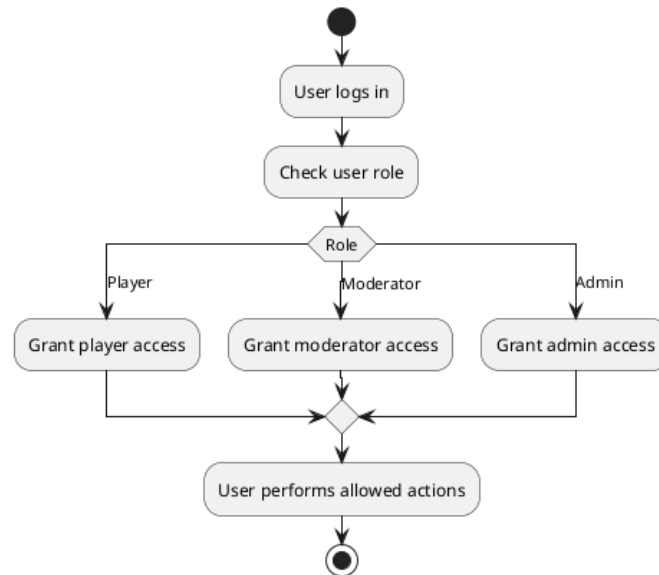 User logs in
Check user role
Role
Player
Moderator
Admin
Grant player access
Grant moderator access
Grant admin access
User performs allowed actions